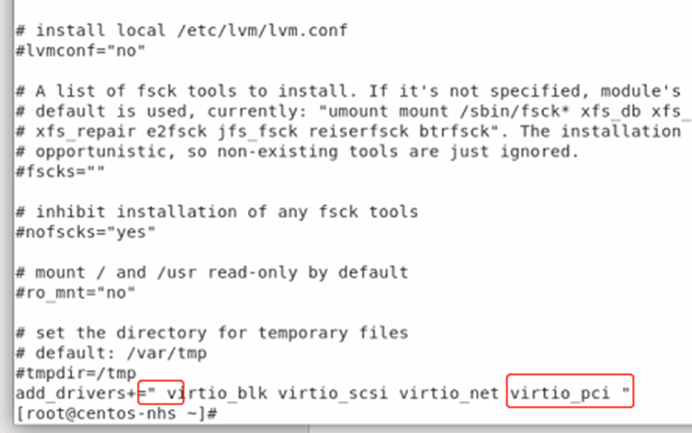 # install local /etc/lvm/lvm.conf
#lvmconf="no"
# A list of fsck tools to install. If it's not specified, module's
# default is used, currently: "umount mount /sbin/fsck* xfs_db xfs_
# xfs_repair e2fsck jfs_fsck reiserfsck btrfsck". The installation
# opportunistic, so non-existing tools are just ignored.
#fscks=""
# inhibit installation of any fsck tools
#nofscks="yes"
# mount / and /usr read-only by default
#ro_mnt="no"
# set the directory for temporary files
# default: /var/tmp
#tmpdir=/tmp
add_drivers+=" virtio_blk virtio_scsi virtio_net virtio_pci "
[root@centos-nhs ~]#